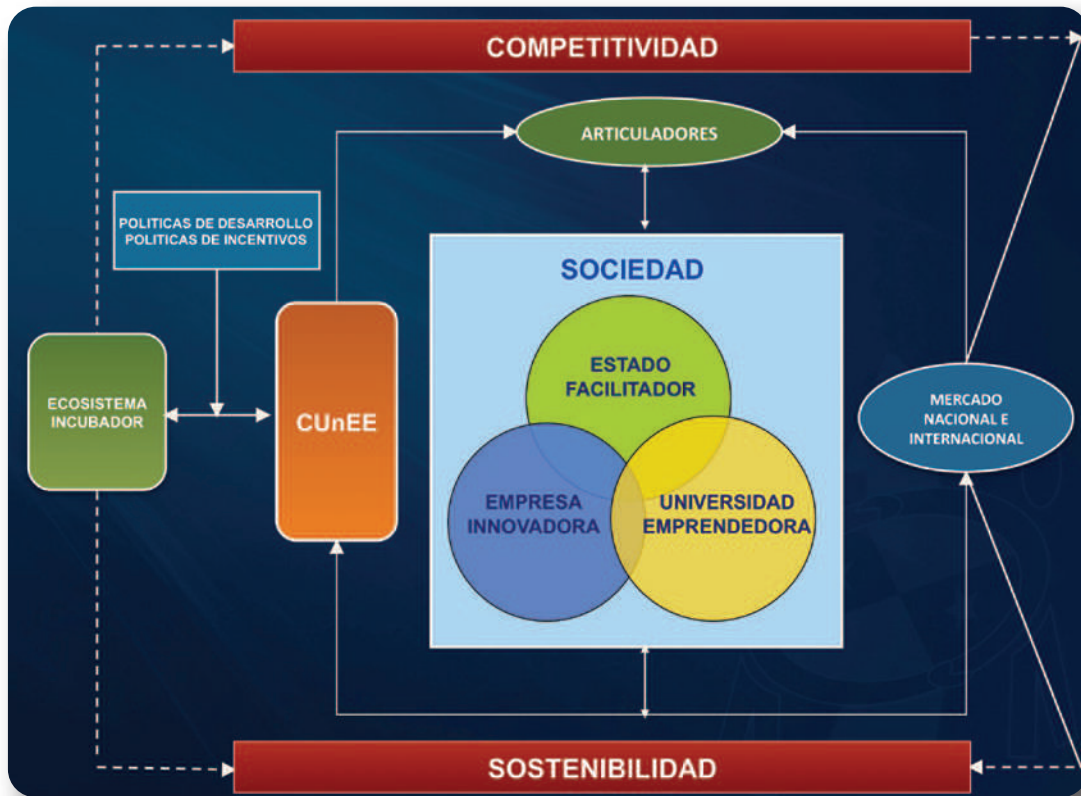 COMPETITIVIDAD
ARTICULADORES
POLITICAS DE DESARROLLO
POLITICAS DE INCENTIVOS
SOCIEDAD
ESTADO
FACILITADOR
ECOSISTEMA
INCUBADOR
CUnEE
MERCADO
NACIONAL E
INTERNACIONAL
EMPRESA
INNOVADORA
UNIVERSIDAD
EMPRENDEDORA
SOSTENIBILIDAD